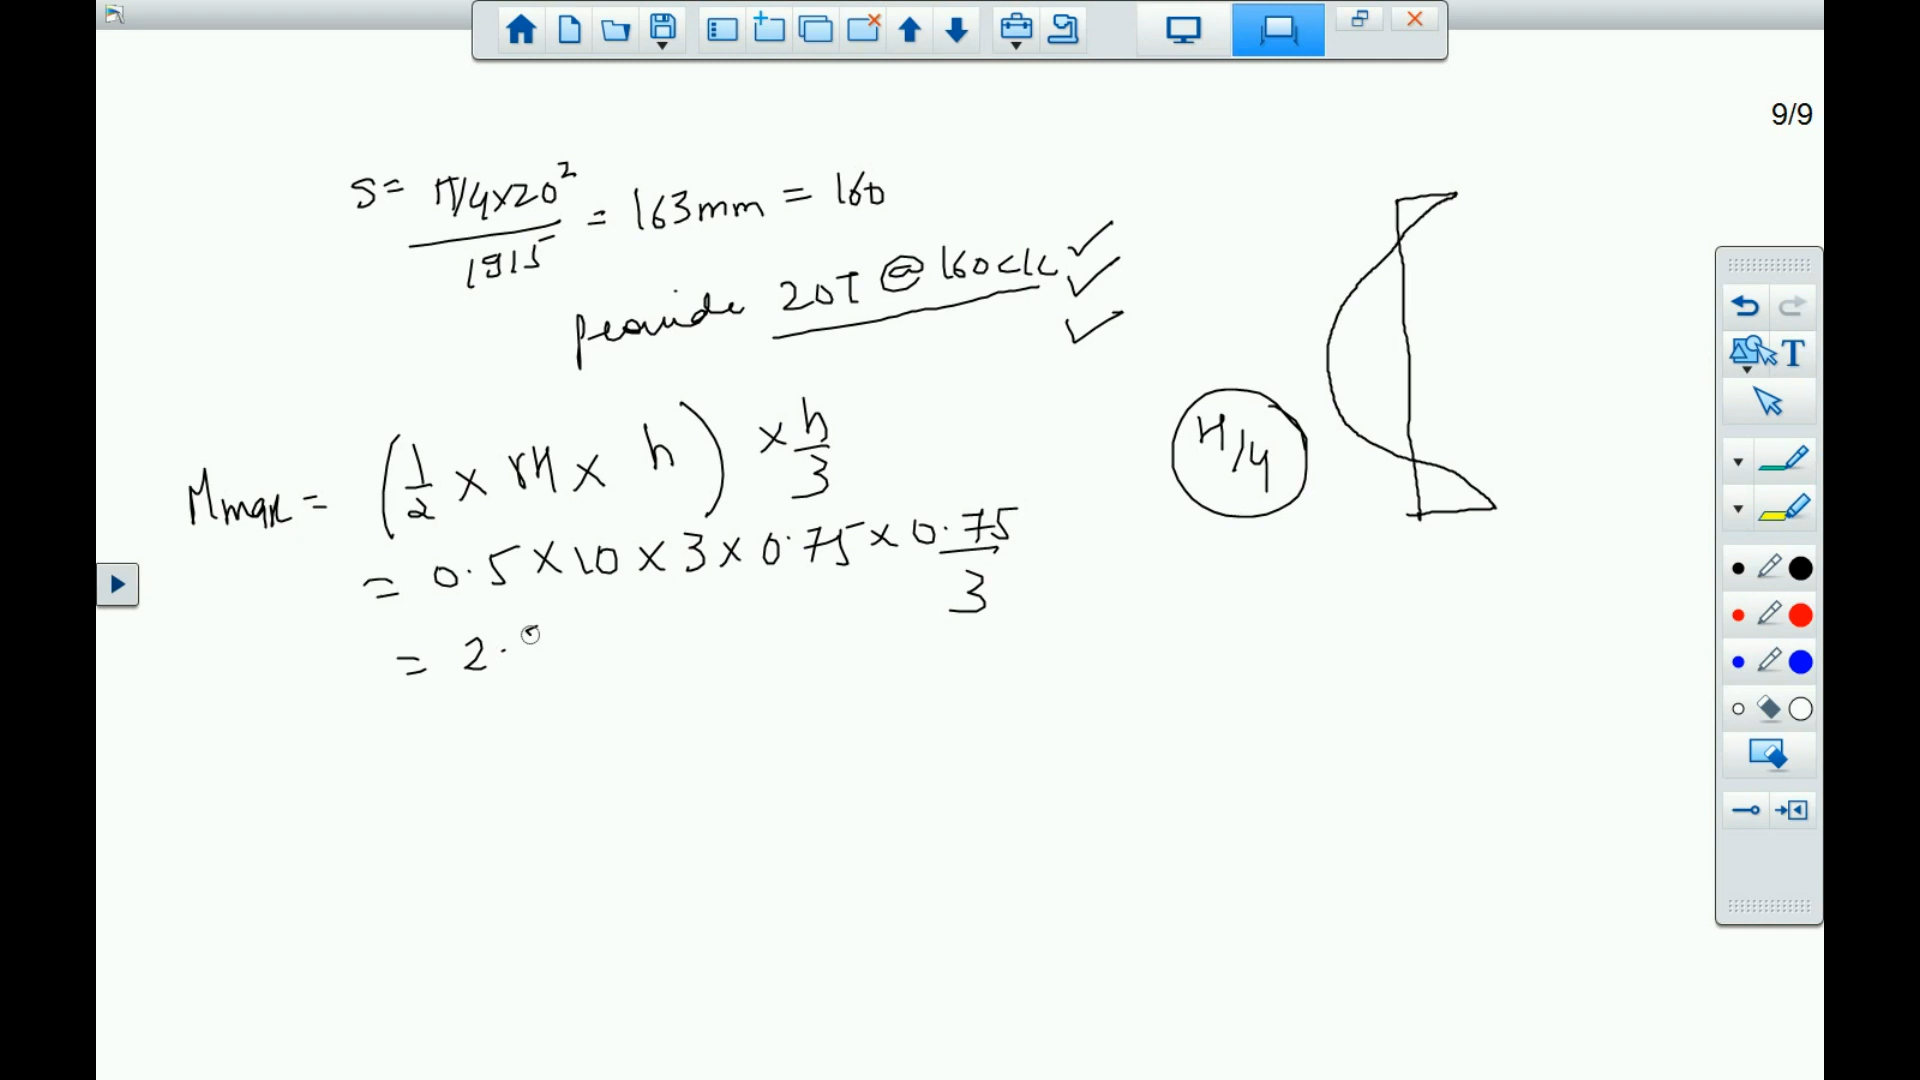 9/9
S = π/4×20² / 1915 = 163mm = 160
provide 20T @ 160c/c ✓ ✓ ✓
Mmax = (1/2 × rH × h) × h/3
H/4
= 0.5 × 10 × 3 × 0.75 × 0.75/3
= 2.
T